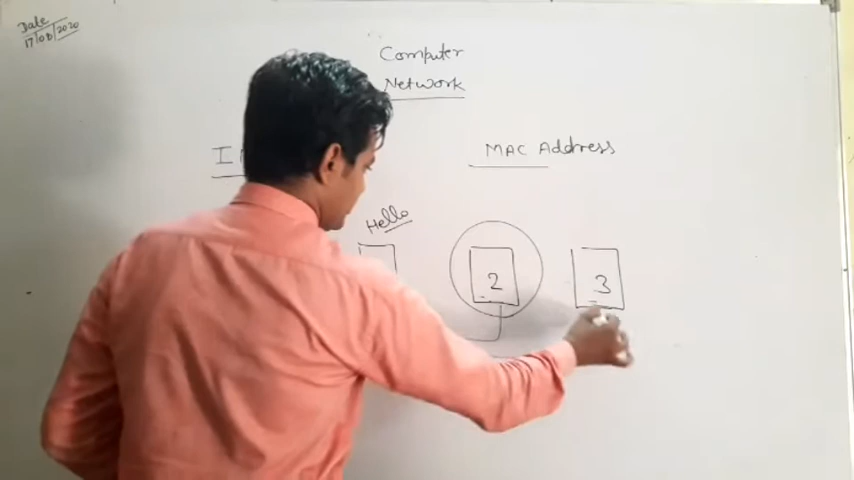 Date
17/08/2020
Computer
Network
MAC Address
Hello
2
3